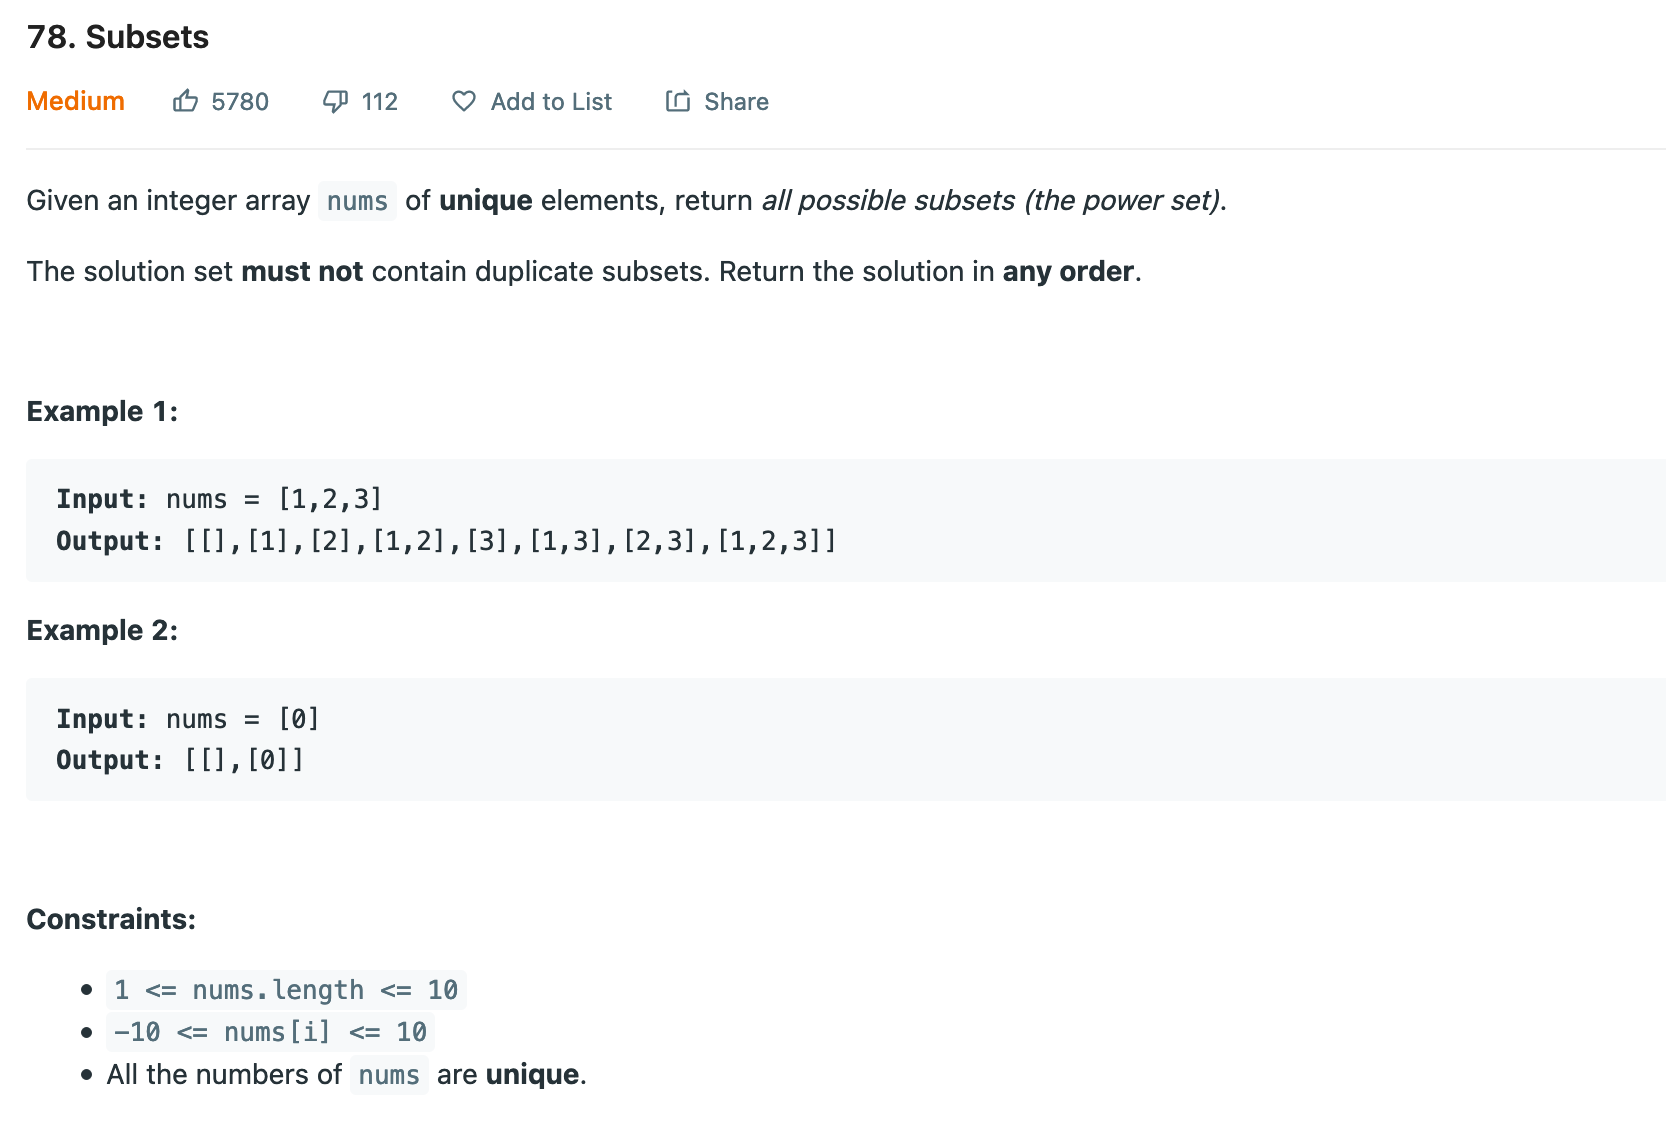 78. Subsets
Medium 5780 112 Add to List Share
Given an integer array nums of unique elements, return all possible subsets (the power set).
The solution set must not contain duplicate subsets. Return the solution in any order.
Example 1:
Input: nums = [1,2,3]
Output: [[],[1],[2],[1,2],[3],[1,3],[2,3],[1,2,3]]
Example 2:
Input: nums = [0]
Output: [[],[0]]
Constraints:
• 1 <= nums.length <= 10
• -10 <= nums[i] <= 10
• All the numbers of nums are unique.